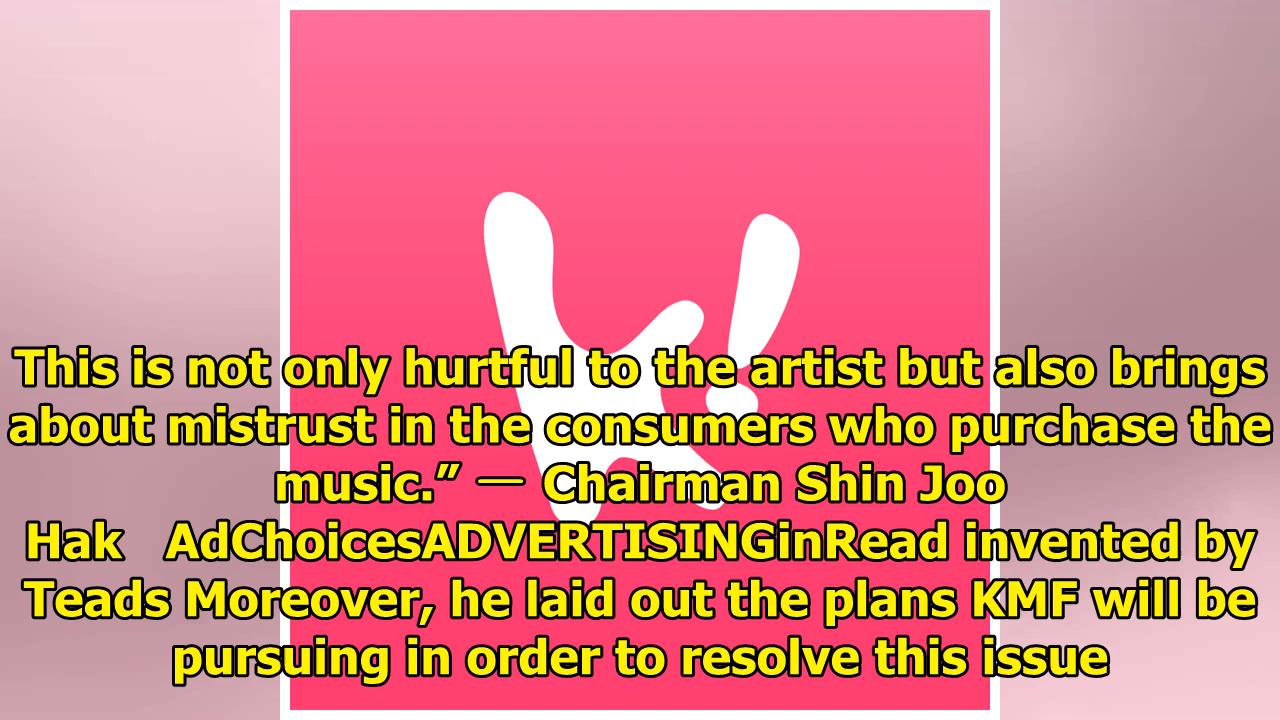 This is not only hurtful to the artist but also brings
about mistrust in the consumers who purchase the
music.” — Chairman Shin Joo
Hak   AdChoicesADVERTISINGinRead invented by
Teads Moreover, he laid out the plans KMF will be
pursuing in order to resolve this issue